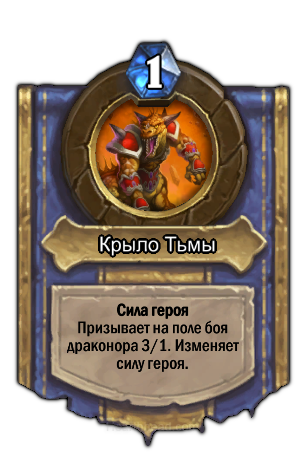 1
Крыло Тьмы
Сила героя
Призывает на поле боя
драконора 3/1. Изменяет
силу героя.